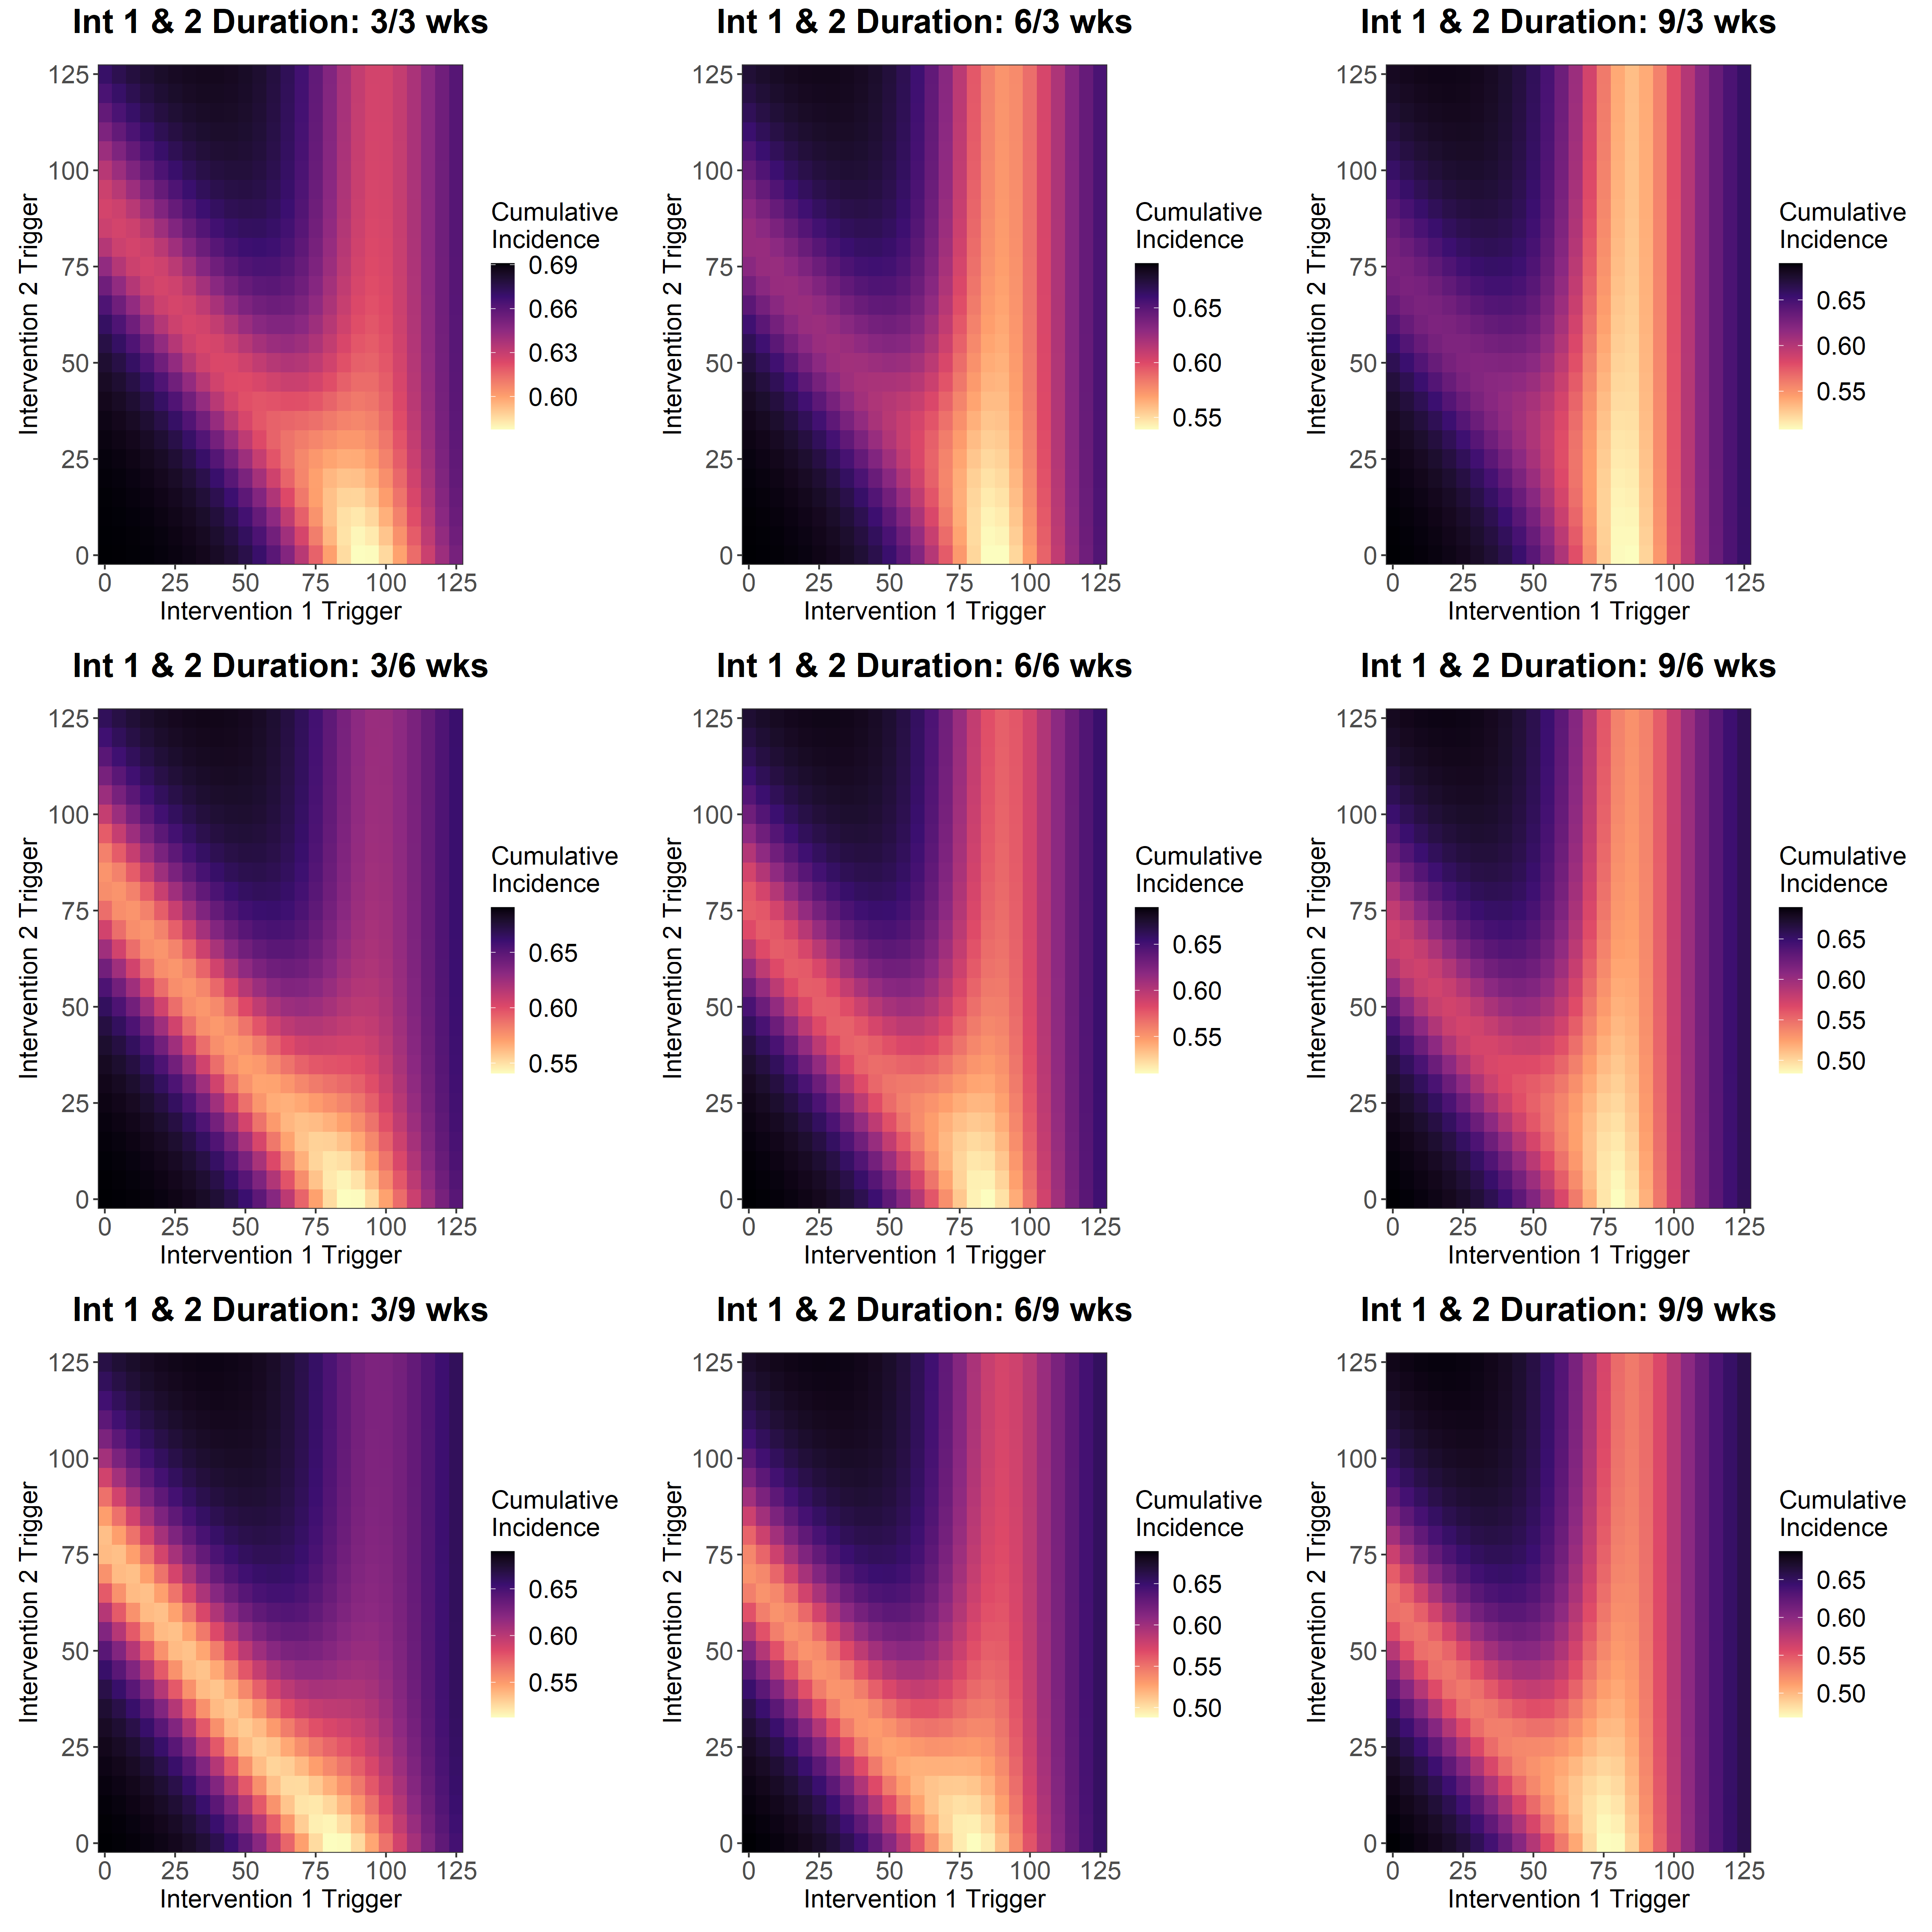 Int 1 & 2 Duration: 3/3 wks
125
100
75
50
25
0
Intervention 2 Trigger
0 25 50 75 100 125
Intervention 1 Trigger
Cumulative
Incidence
0.69
0.66
0.63
0.60
Int 1 & 2 Duration: 6/3 wks
125
100
75
50
25
0
Intervention 2 Trigger
0 25 50 75 100 125
Intervention 1 Trigger
Cumulative
Incidence
0.65
0.60
0.55
Int 1 & 2 Duration: 9/3 wks
125
100
75
50
25
0
Intervention 2 Trigger
0 25 50 75 100 125
Intervention 1 Trigger
Cumulative
Incidence
0.65
0.60
0.55
Int 1 & 2 Duration: 3/6 wks
125
100
75
50
25
0
Intervention 2 Trigger
0 25 50 75 100 125
Intervention 1 Trigger
Cumulative
Incidence
0.65
0.60
0.55
Int 1 & 2 Duration: 6/6 wks
125
100
75
50
25
0
Intervention 2 Trigger
0 25 50 75 100 125
Intervention 1 Trigger
Cumulative
Incidence
0.65
0.60
0.55
Int 1 & 2 Duration: 9/6 wks
125
100
75
50
25
0
Intervention 2 Trigger
0 25 50 75 100 125
Intervention 1 Trigger
Cumulative
Incidence
0.65
0.60
0.55
0.50
Int 1 & 2 Duration: 3/9 wks
125
100
75
50
25
0
Intervention 2 Trigger
0 25 50 75 100 125
Intervention 1 Trigger
Cumulative
Incidence
0.65
0.60
0.55
Int 1 & 2 Duration: 6/9 wks
125
100
75
50
25
0
Intervention 2 Trigger
0 25 50 75 100 125
Intervention 1 Trigger
Cumulative
Incidence
0.65
0.60
0.55
0.50
Int 1 & 2 Duration: 9/9 wks
125
100
75
50
25
0
Intervention 2 Trigger
0 25 50 75 100 125
Intervention 1 Trigger
Cumulative
Incidence
0.65
0.60
0.55
0.50